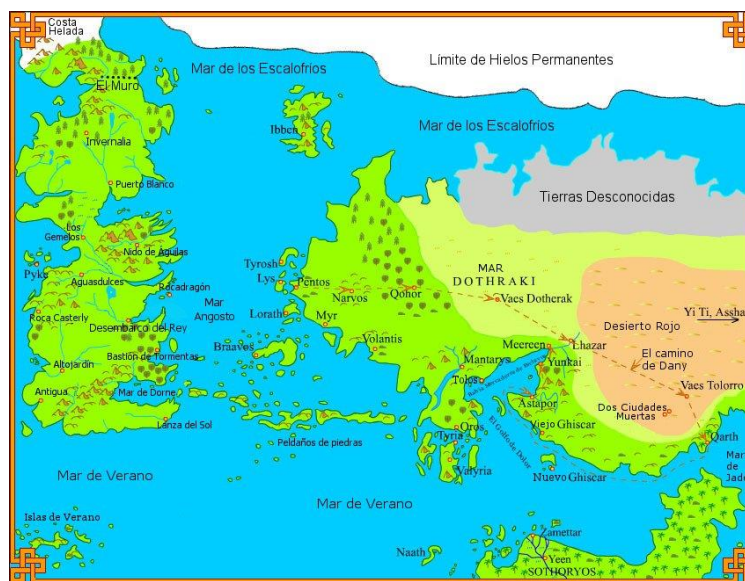 Costa
Helada
Límite de Hielos Permanentes
Mar de los Escalofríos
El Muro
Mar de los Escalofríos
Ibben
Invernalia
Tierras Desconocidas
Puerto Blanco
Los
Gemelos
Nido de Águilas
Tyrosh
Lys
Pyke
Aguasdulces
Pentos
Qohor
MAR
DOTHRAKI
Rocadragón
Narvos
Vaes Dotherak
Mar
Angosto
Lorath
Myr
Yi Ti, Asshai
Roca Casterly
Desembarco del Rey
Desierto Rojo
Volantis
Meereen
Lhazar
Braavos
Bastión de Tormentas
Mantarys
Yunkai
El camino
de Dany
Altojardín
Tolos
Vaes Tolorro
Antigua
Mar de Dorne
Astapor
Dos Ciudades
Muertas
Lanza del Sol
Peldaños de piedras
Oros
Viejo Ghiscar
El Golfo de Dolor
Tyria
Qarth
Mar
de
Jade
Valyria
Nuevo Ghiscar
Mar de Verano
Mar de Verano
Islas de Verano
Zamettar
Naath
Yeen
SOTHORYOS